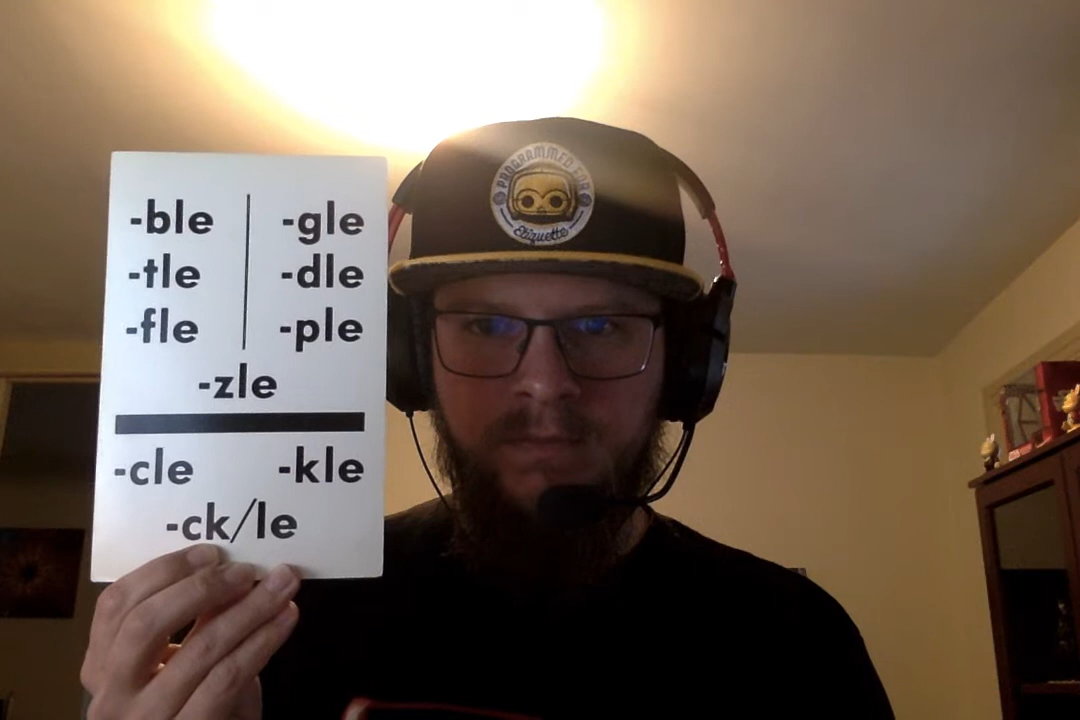 -ble -gle
-tle -dle
-fle -ple
-zle
-cle -kle
-ck/le
PROGRAMMED FOR
Etiquette